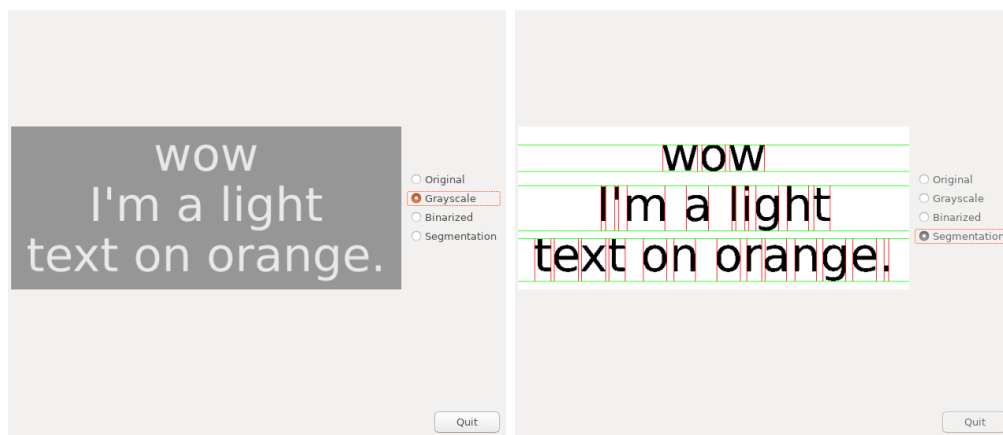 wow
I'm a light
text on orange.
Original
Grayscale
Binarized
Segmentation
Quit
wow
I'm a light
text on orange.
Original
Grayscale
Binarized
Segmentation
Quit